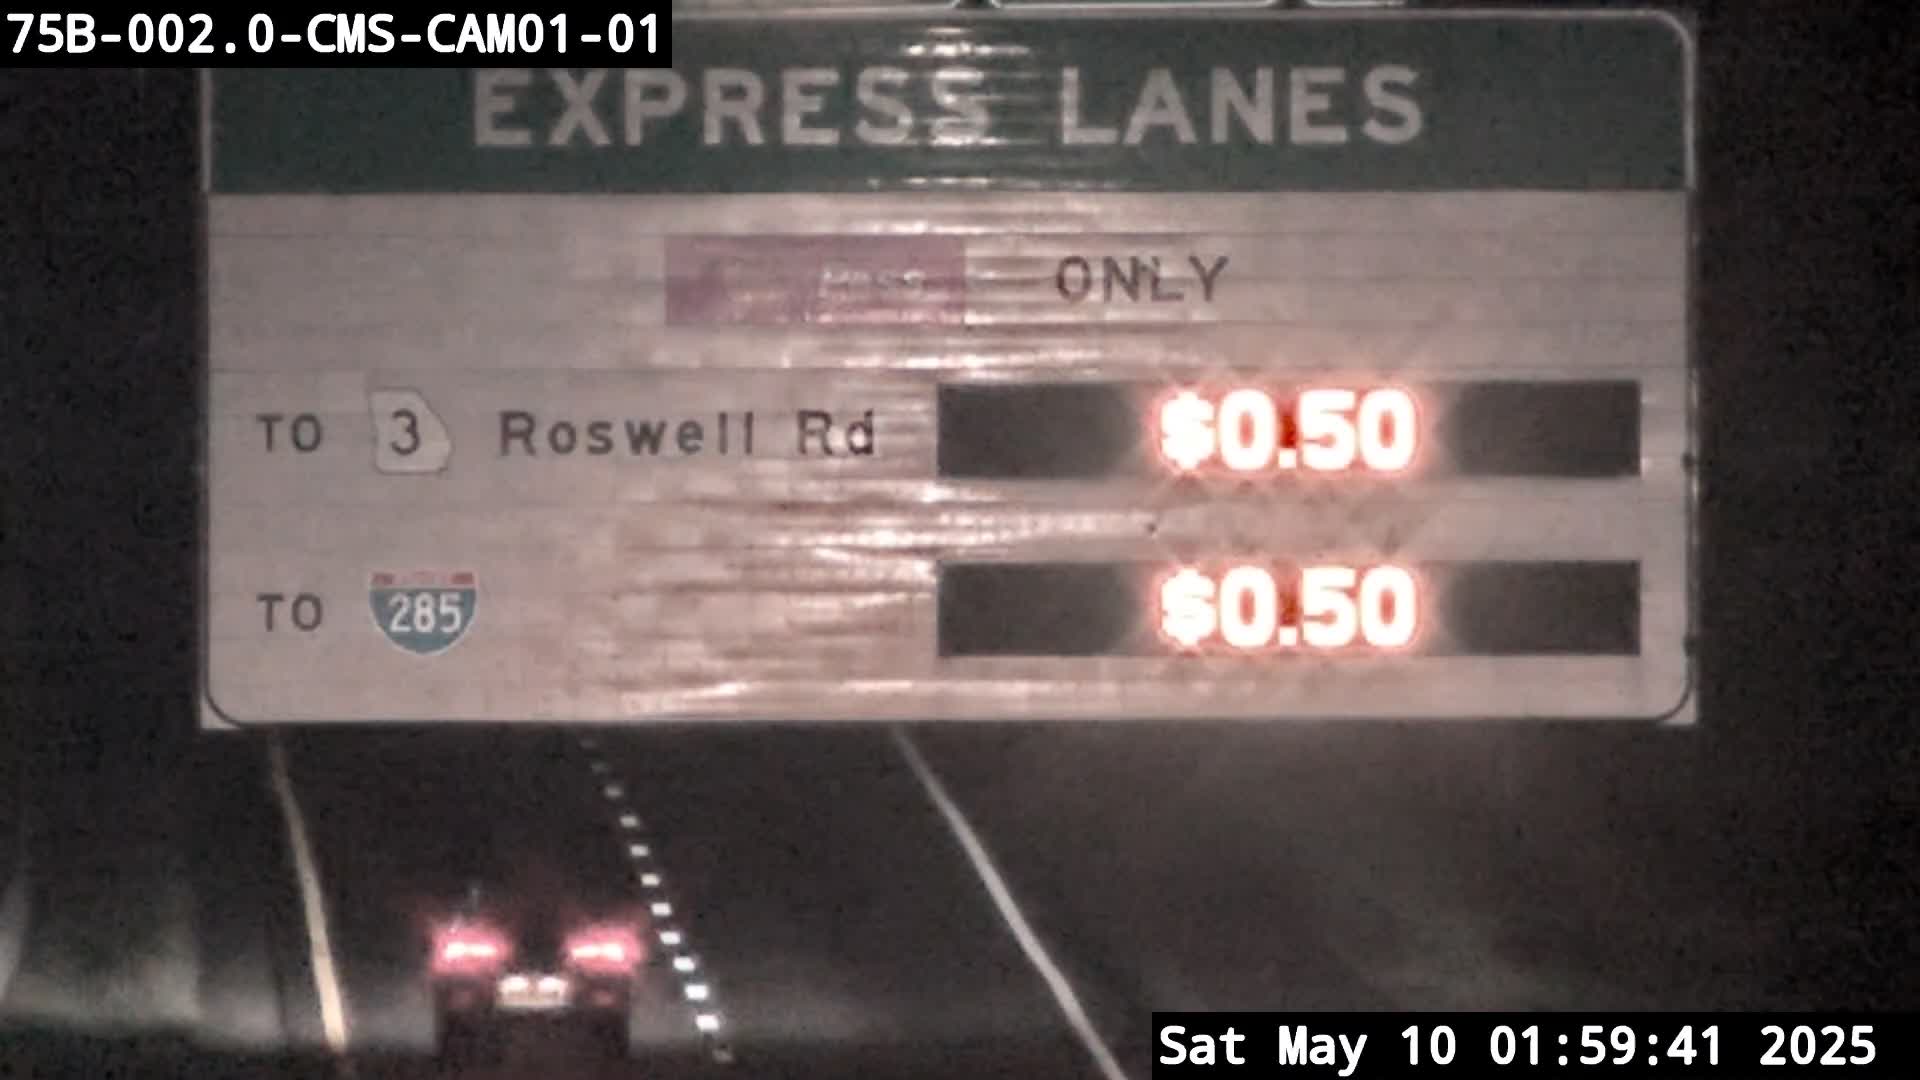 75B-002.0-CMS-CAM01-01
EXPRESS LANES
Pass ONLY
TO 3 Roswell Rd $0.50
TO 285 $0.50
Sat May 10 01:59:41 2025